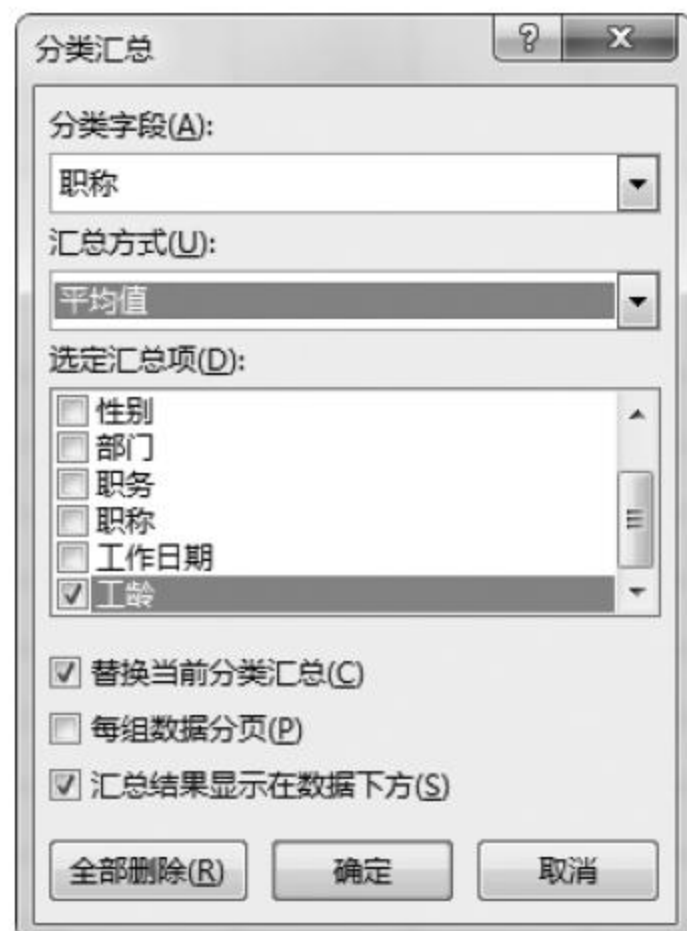 分类汇总
分类字段(A):
职称
汇总方式(U):
平均值
选定汇总项(D):
性别
部门
职务
职称
工作日期
工龄
替换当前分类汇总(C)
每组数据分页(P)
汇总结果显示在数据下方(S)
全部删除(R) 确定 取消